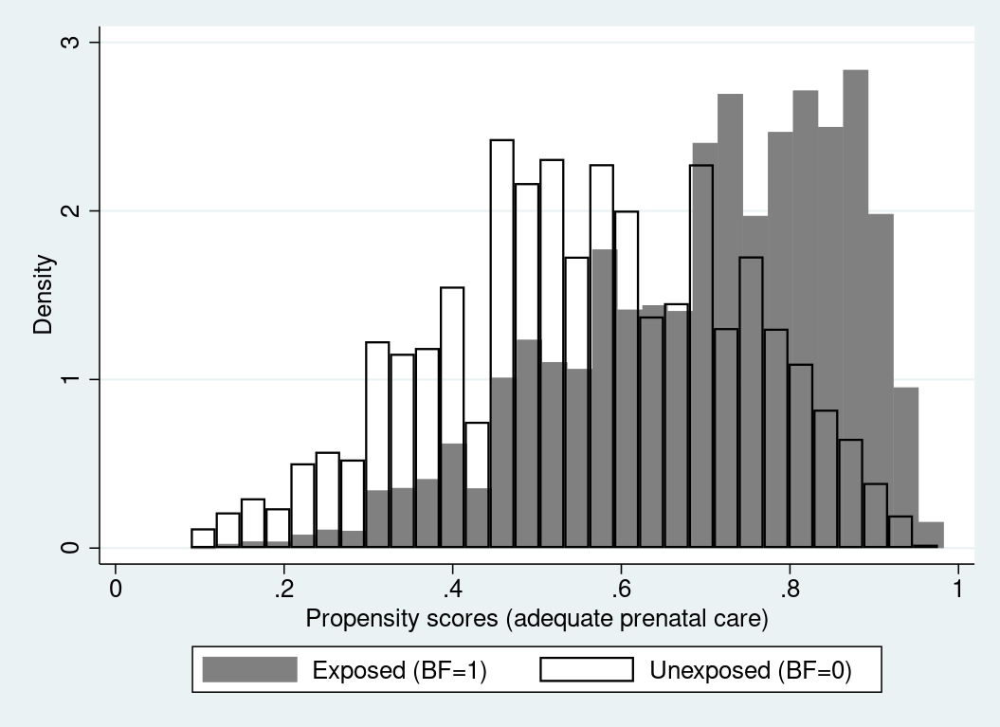 3
2
1
0
Density
0 .2 .4 .6 .8 1
Propensity scores (adequate prenatal care)
Exposed (BF=1) Unexposed (BF=0)